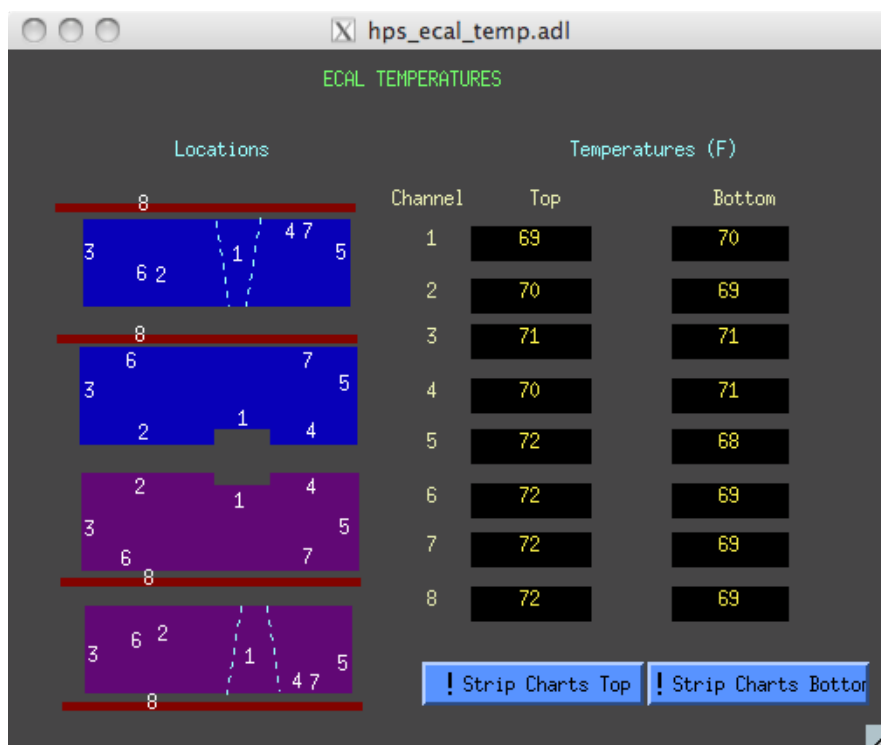 X hps_ecal_temp.adl
ECAL TEMPERATURES
Locations
Temperatures (F)
Channel Top Bottom
8
3 6 2 1 4 7 5
8
6 7
3 5
2 1 4
2 1 4
3 5
6 7
8
3 6 2 1 4 7 5
8
1 69 70
2 70 69
3 71 71
4 70 71
5 72 68
6 72 69
7 72 69
8 72 69
! Strip Charts Top
! Strip Charts Bottom